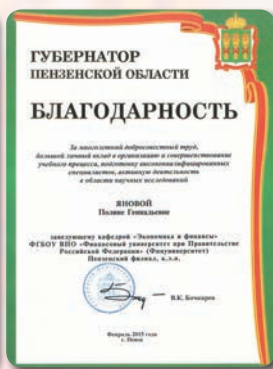 ГУБЕРНАТОР
ПЕНЗЕНСКОЙ ОБЛАСТИ
БЛАГОДАРНОСТЬ
За многолетний добросовестный труд,
большой личный вклад в организацию и совершенствование
учебного процесса, подготовку высококвалифицированных
специалистов, активную деятельность
в области научных исследований
ЯНОВОЙ
Полине Геннадьевне
заведующему кафедрой «Экономика и финансы»
ФГБОУ ВПО «Финансовый университет при Правительстве
Российской Федерации» (Финуниверситет)
Пензенский филиал, к.э.н.
В.К. Бочкарев
Февраль 2015 года
г. Пенза